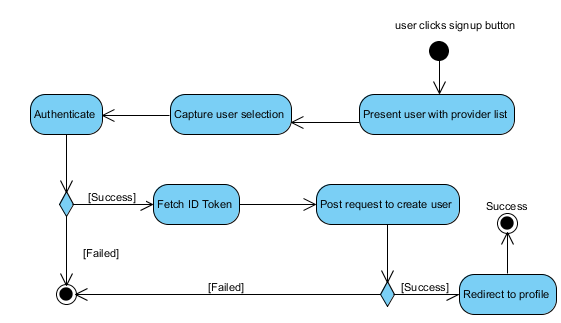 user clicks signup button
Authenticate
Capture user selection
Present user with provider list
[Success]
Fetch ID Token
Post request to create user
Success
[Failed]
[Failed]
[Success]
Redirect to profile